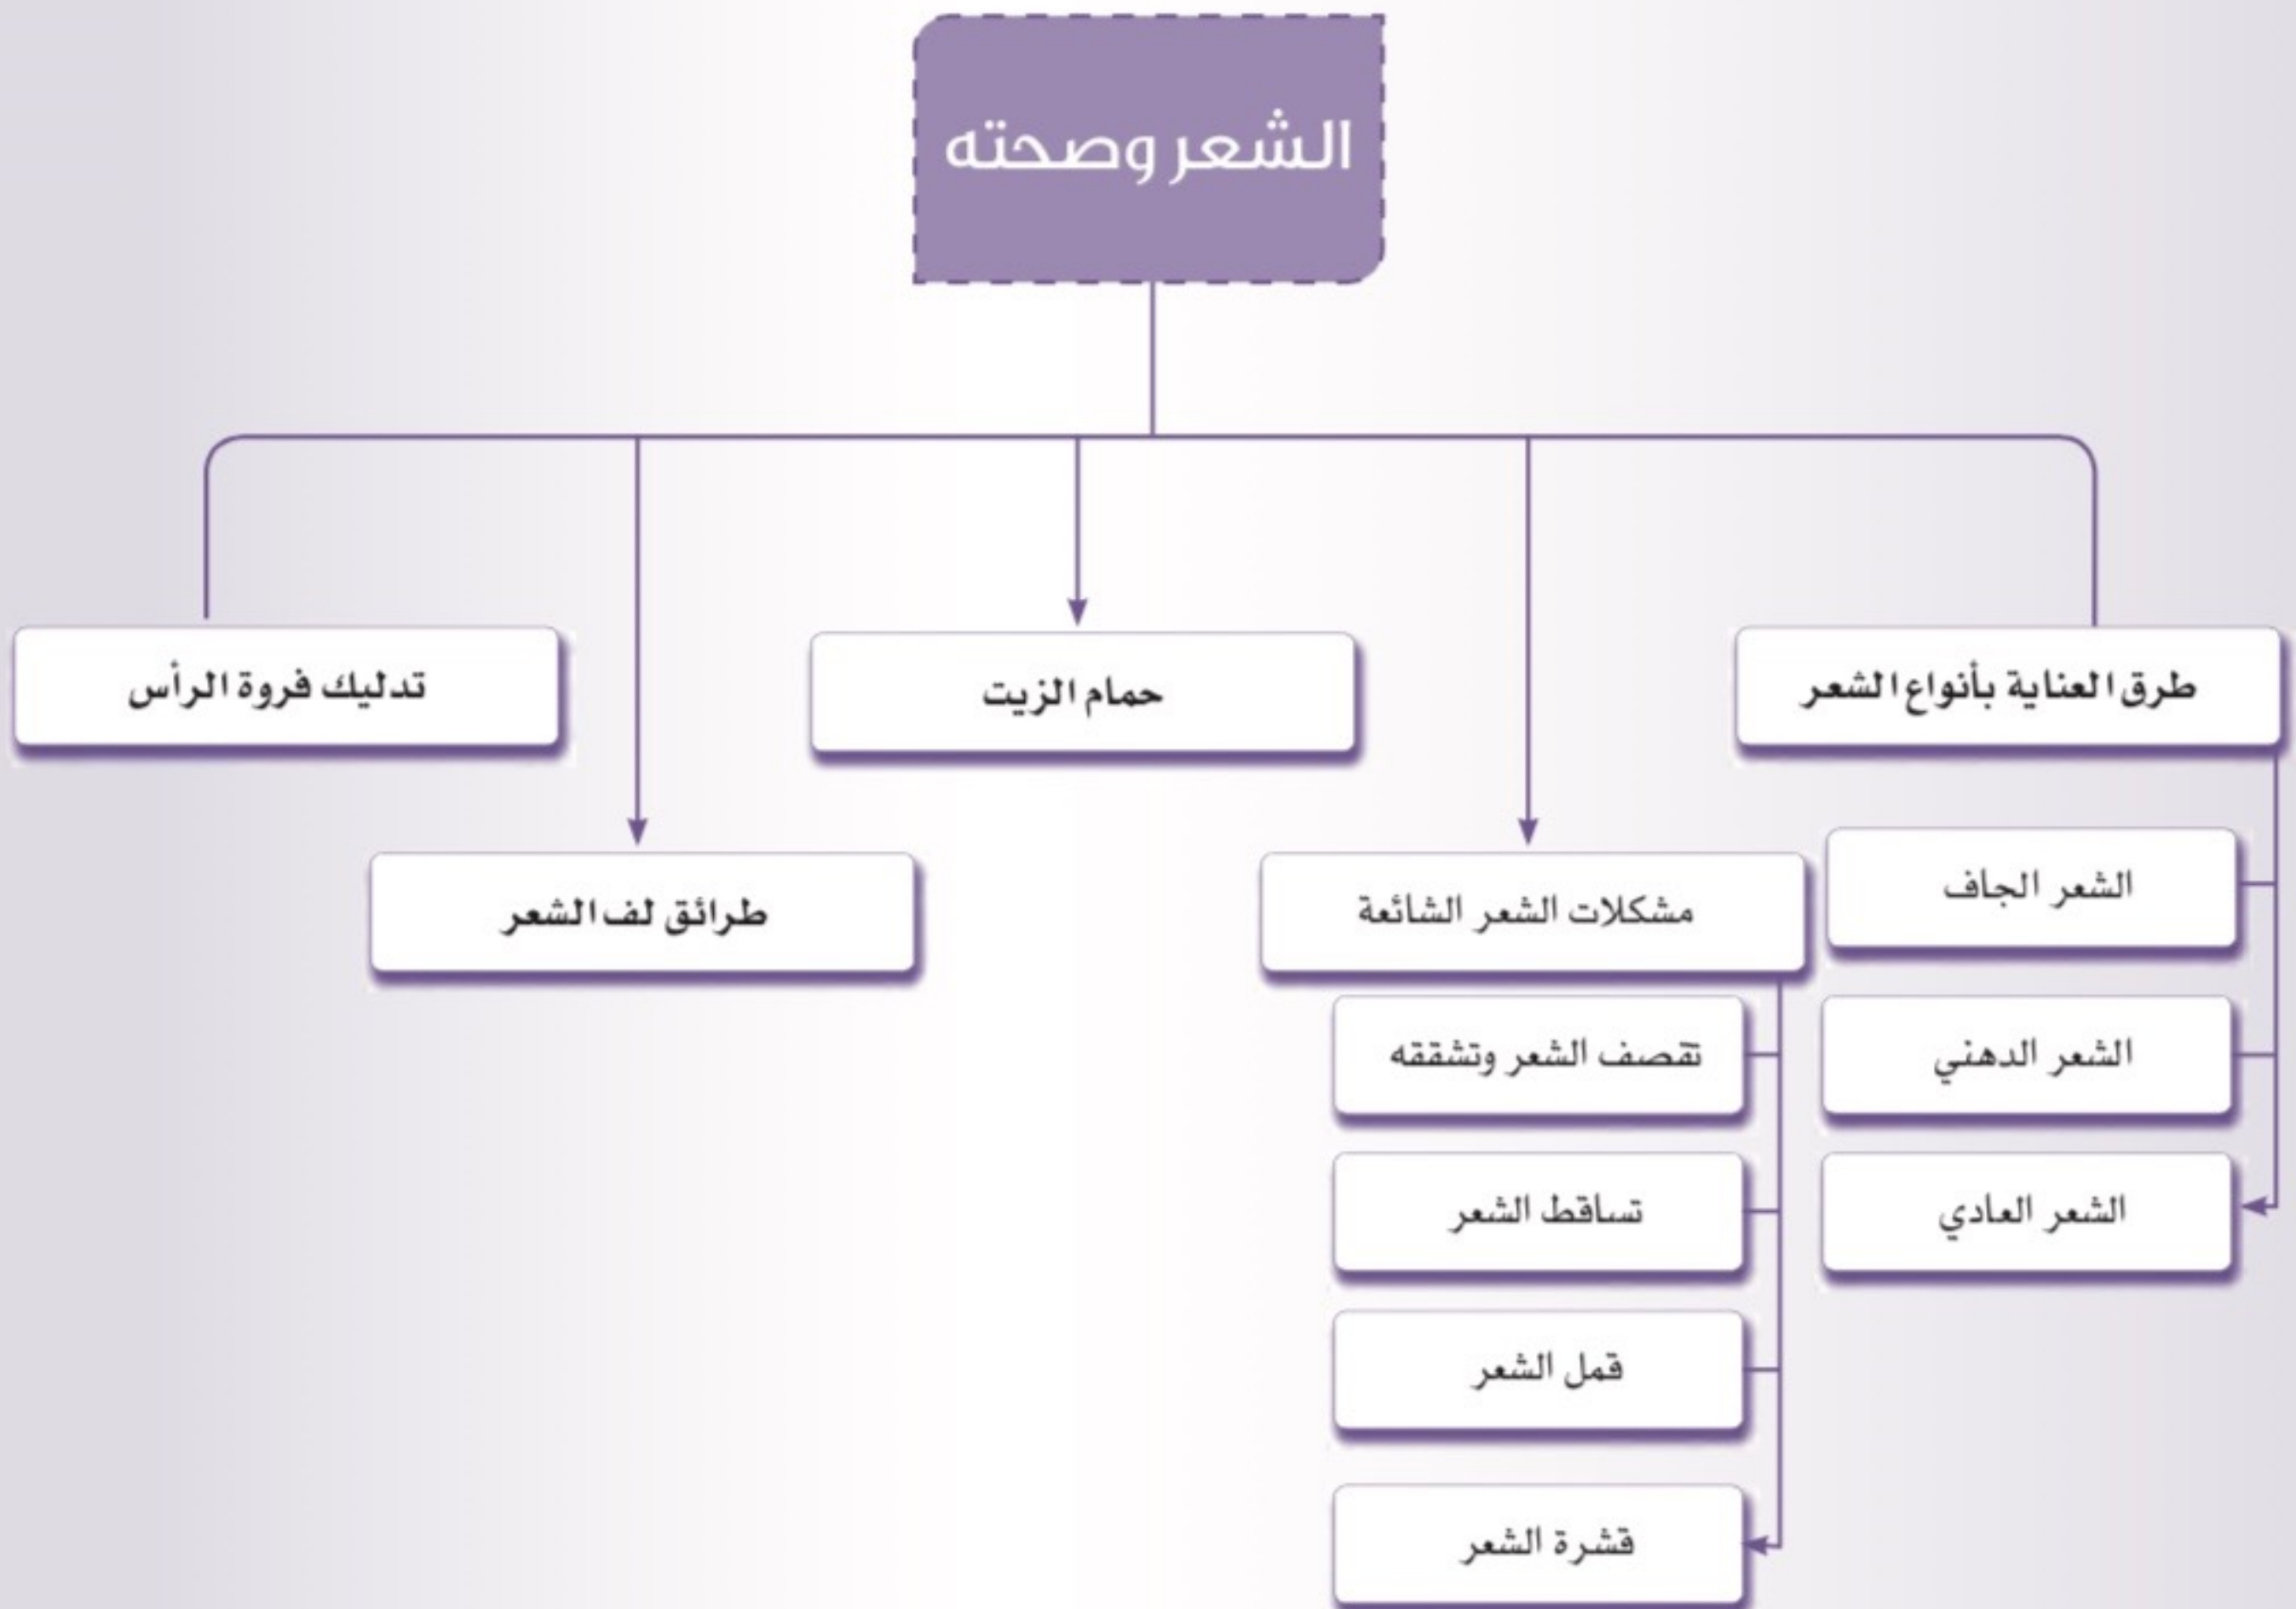 الشعر وصحته
طرق العناية بأنواع الشعر
الشعر الجاف
الشعر الدهني
الشعر العادي
مشكلات الشعر الشائعة
تقصف الشعر وتشققه
تساقط الشعر
قمل الشعر
قشرة الشعر
حمام الزيت
طرائق لف الشعر
تدليك فروة الرأس